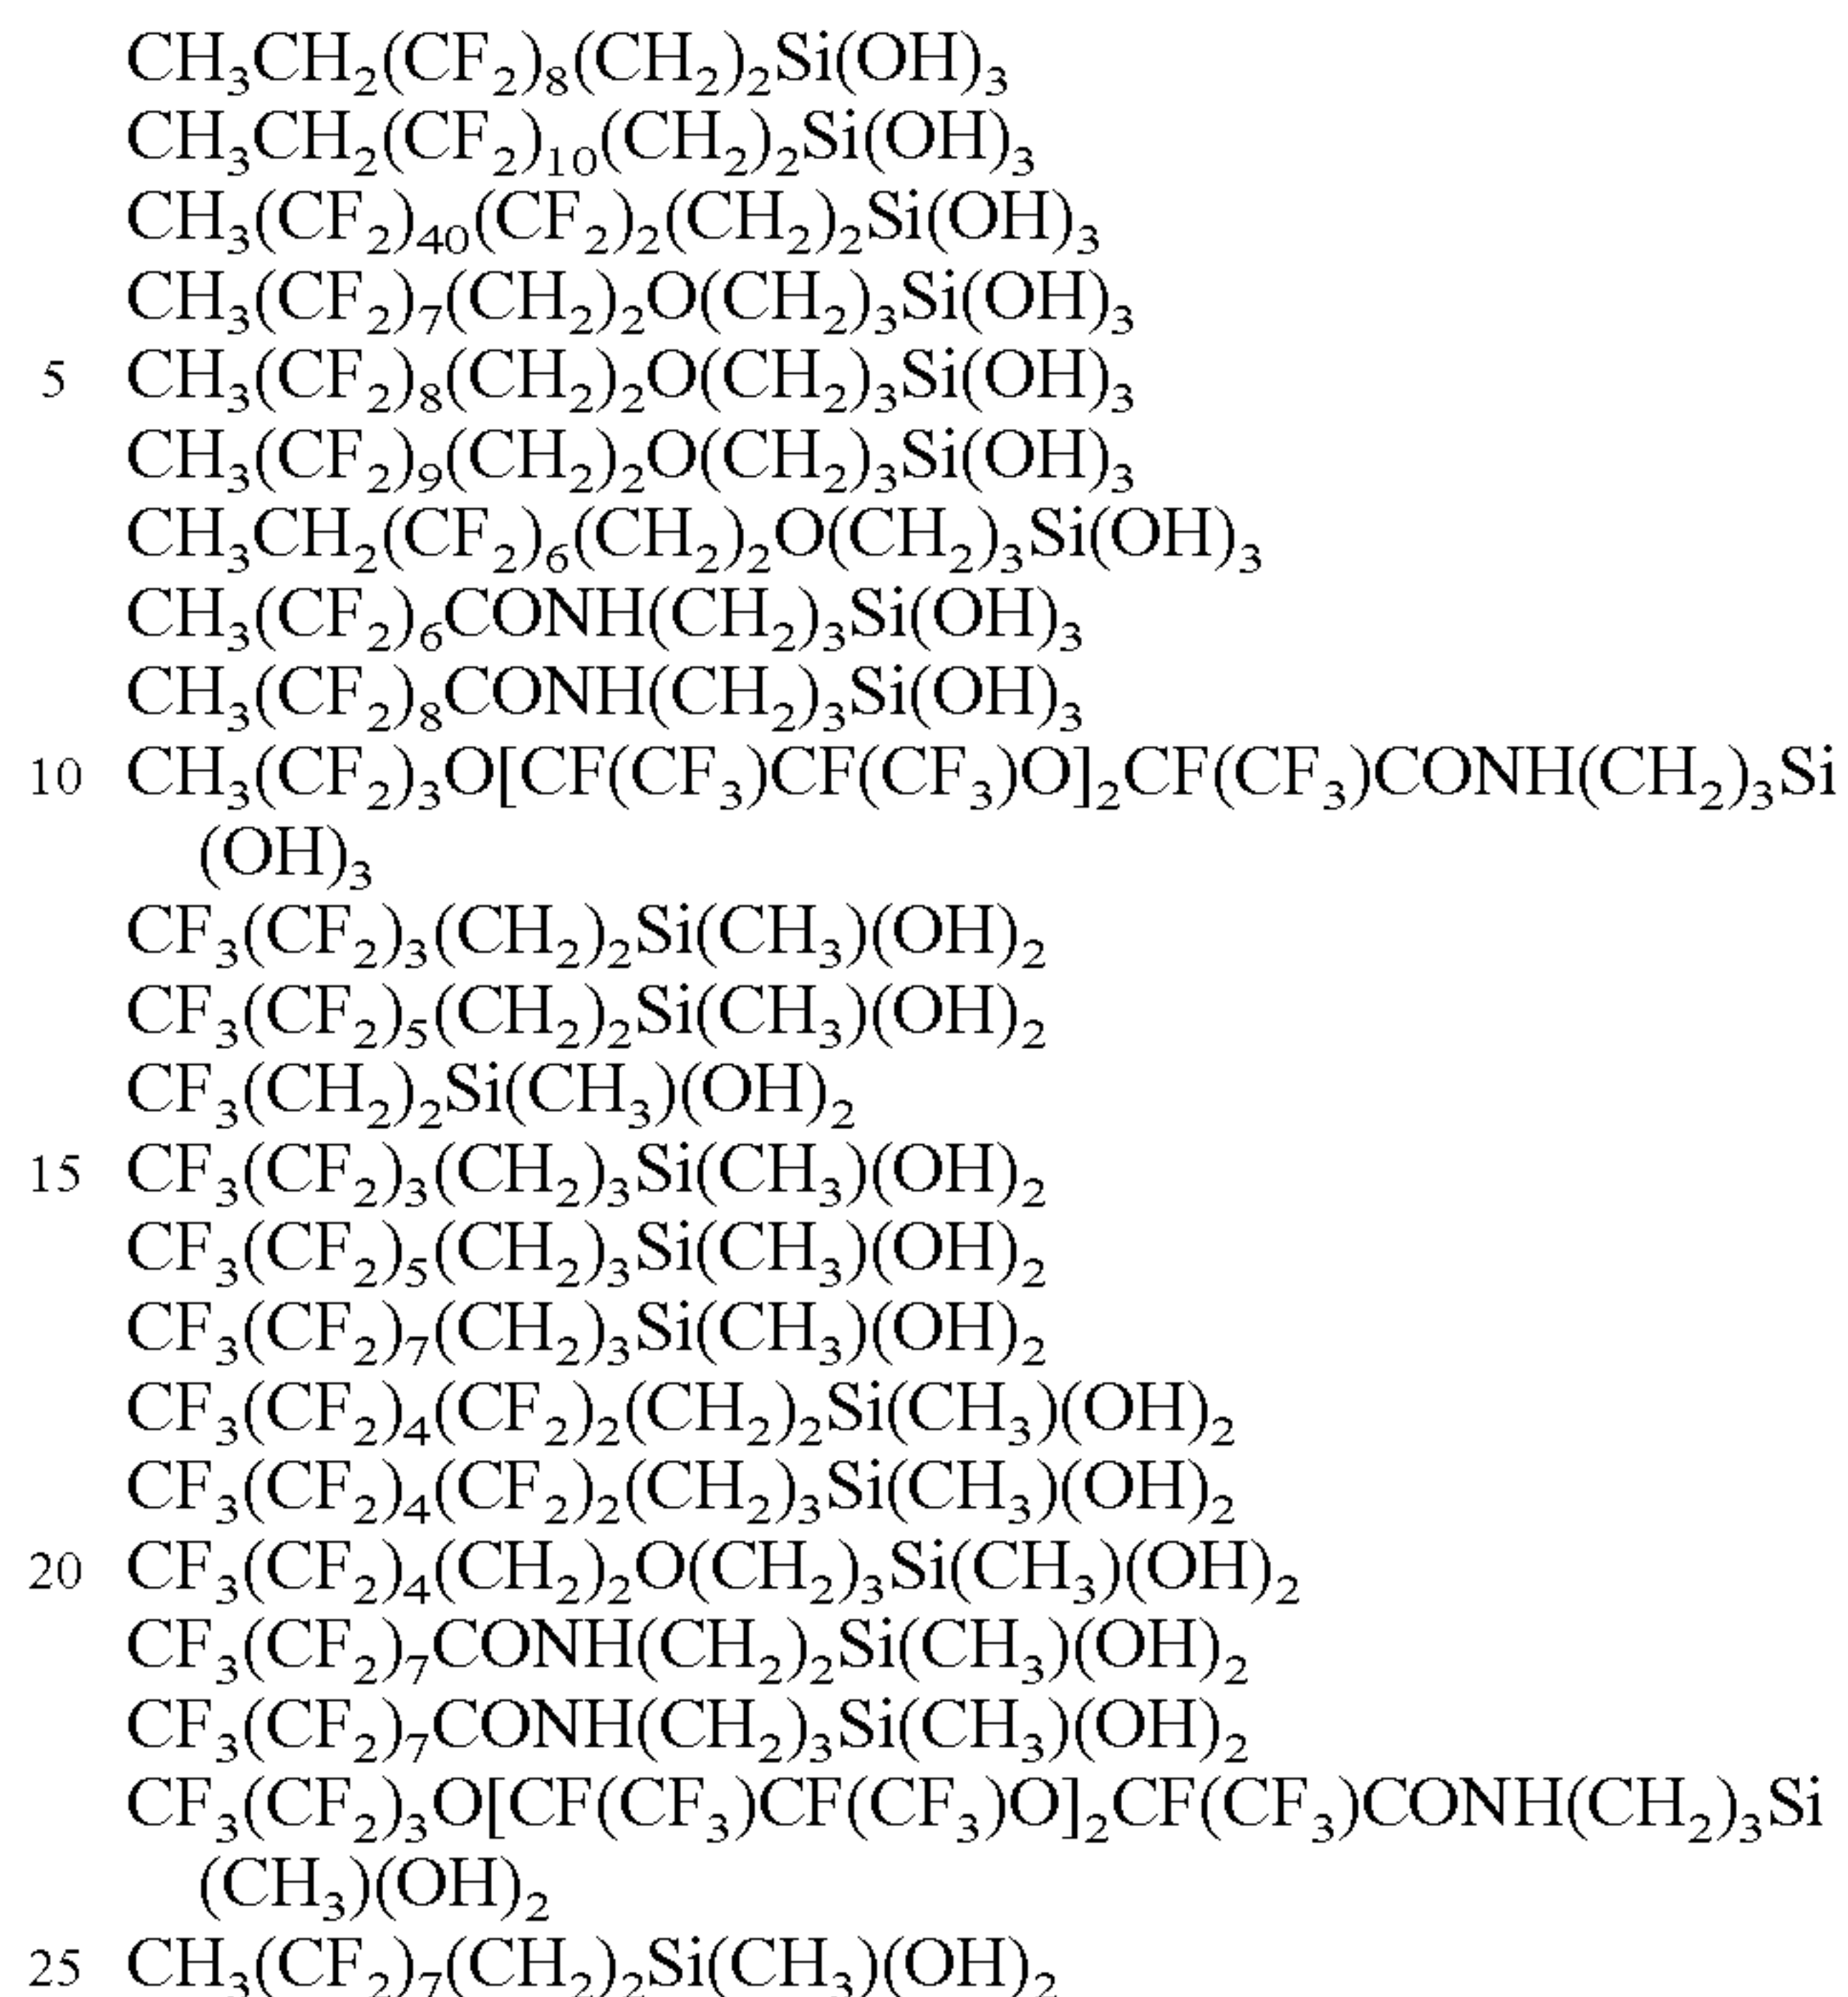 CH₃CH₂(CF₂)₈(CH₂)₂Si(OH)₃
CH₃CH₂(CF₂)₁₀(CH₂)₂Si(OH)₃
CH₃(CF₂)₄₀(CF₂)₂(CH₂)₂Si(OH)₃
CH₃(CF₂)₇(CH₂)₂O(CH₂)₃Si(OH)₃
5 CH₃(CF₂)₈(CH₂)₂O(CH₂)₃Si(OH)₃
CH₃(CF₂)₉(CH₂)₂O(CH₂)₃Si(OH)₃
CH₃CH₂(CF₂)₆(CH₂)₂O(CH₂)₃Si(OH)₃
CH₃(CF₂)₆CONH(CH₂)₃Si(OH)₃
CH₃(CF₂)₈CONH(CH₂)₃Si(OH)₃
10 CH₃(CF₂)₃O[CF(CF₃)CF(CF₃)O]₂CF(CF₃)CONH(CH₂)₃Si
(OH)₃
CF₃(CF₂)₃(CH₂)₂Si(CH₃)(OH)₂
CF₃(CF₂)₅(CH₂)₂Si(CH₃)(OH)₂
CF₃(CH₂)₂Si(CH₃)(OH)₂
15 CF₃(CF₂)₃(CH₂)₃Si(CH₃)(OH)₂
CF₃(CF₂)₅(CH₂)₃Si(CH₃)(OH)₂
CF₃(CF₂)₇(CH₂)₃Si(CH₃)(OH)₂
CF₃(CF₂)₄(CF₂)₂(CH₂)₂Si(CH₃)(OH)₂
CF₃(CF₂)₄(CF₂)₂(CH₂)₃Si(CH₃)(OH)₂
20 CF₃(CF₂)₄(CH₂)₂O(CH₂)₃Si(CH₃)(OH)₂
CF₃(CF₂)₇CONH(CH₂)₂Si(CH₃)(OH)₂
CF₃(CF₂)₇CONH(CH₂)₃Si(CH₃)(OH)₂
CF₃(CF₂)₃O[CF(CF₃)CF(CF₃)O]₂CF(CF₃)CONH(CH₂)₃Si
(CH₃)(OH)₂
25 CH₃(CF₂)₇(CH₂)₂Si(CH₃)(OH)₂